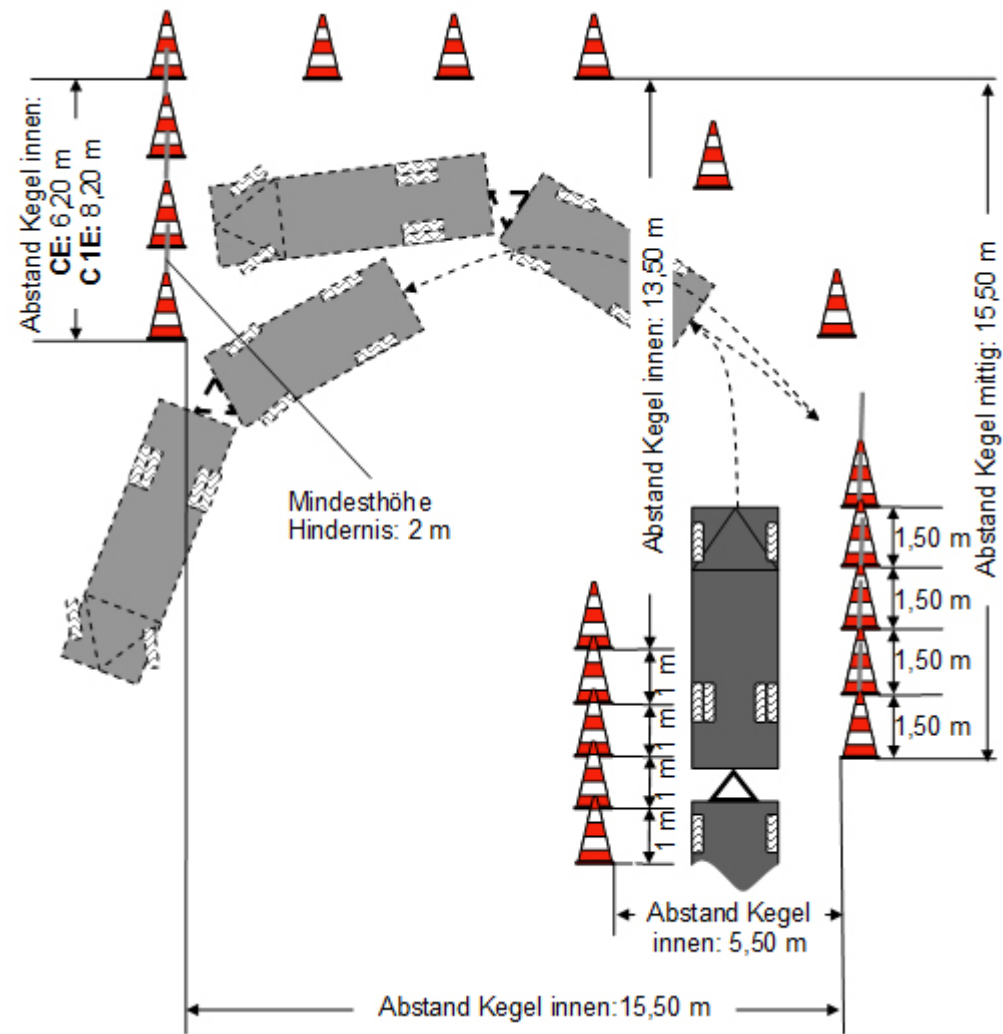 Abstand Kegel innen:
CE: 6,20 m
C1E: 8,20 m
Mindesthöhe
Hindernis: 2 m
Abstand Kegel innen: 13,50 m
Abstand Kegel mittig: 15,50 m
1,50 m
1,50 m
1,50 m
1,50 m
1 m
1 m
1 m
1 m
Abstand Kegel
innen: 5,50 m
Abstand Kegel innen:15,50 m